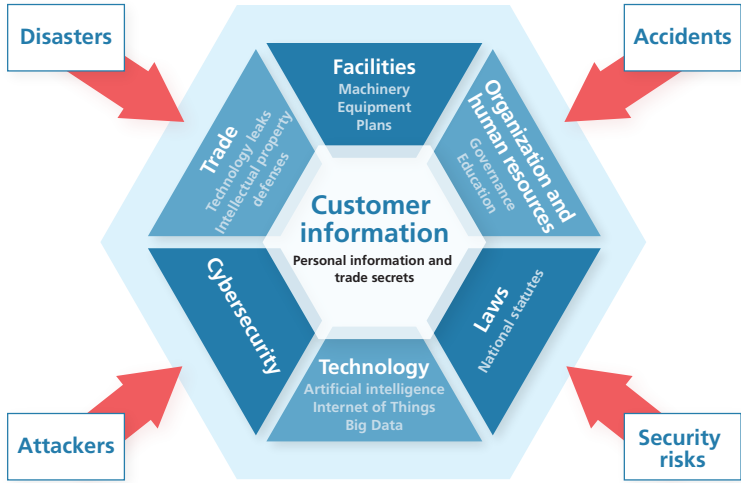 Disasters
Accidents
Facilities
Machinery
Equipment
Plans
Trade
Technology leaks
Intellectual property
defenses
Organization and
human resources
Governance
Education
Customer
information
Personal information and
trade secrets
Cybersecurity
Laws
National statutes
Technology
Artificial intelligence
Internet of Things
Big Data
Attackers
Security
risks